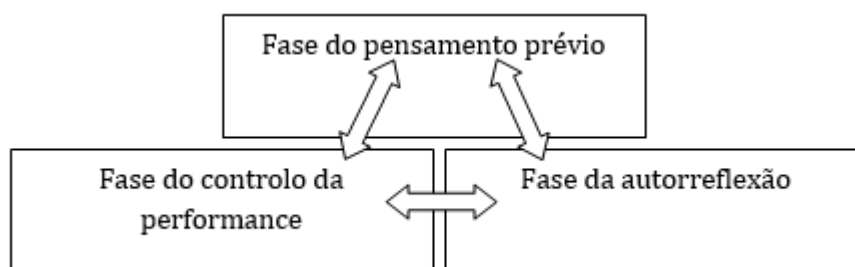 Fase do pensamento prévio
Fase do controlo da
performance
Fase da autorreflexão